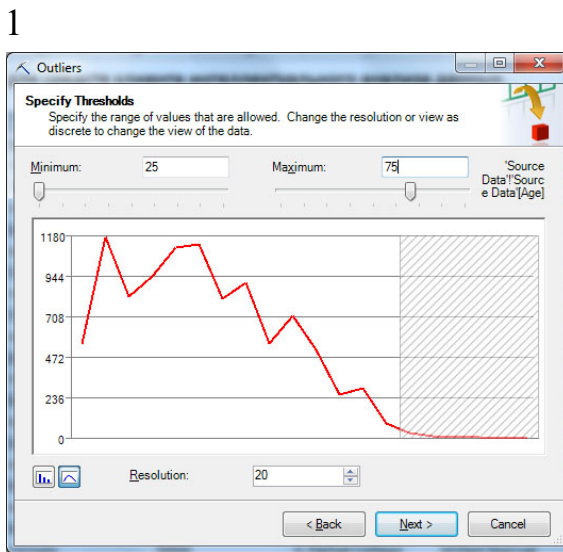 1
Outliers
Specify Thresholds
Specify the range of values that are allowed. Change the resolution or view as
discrete to change the view of the data.
Minimum: 25 Maximum: 75 'Source
Data'!'Sourc
e Data'[Age]
1180
944
708
472
236
0
Resolution: 20
< Back Next > Cancel